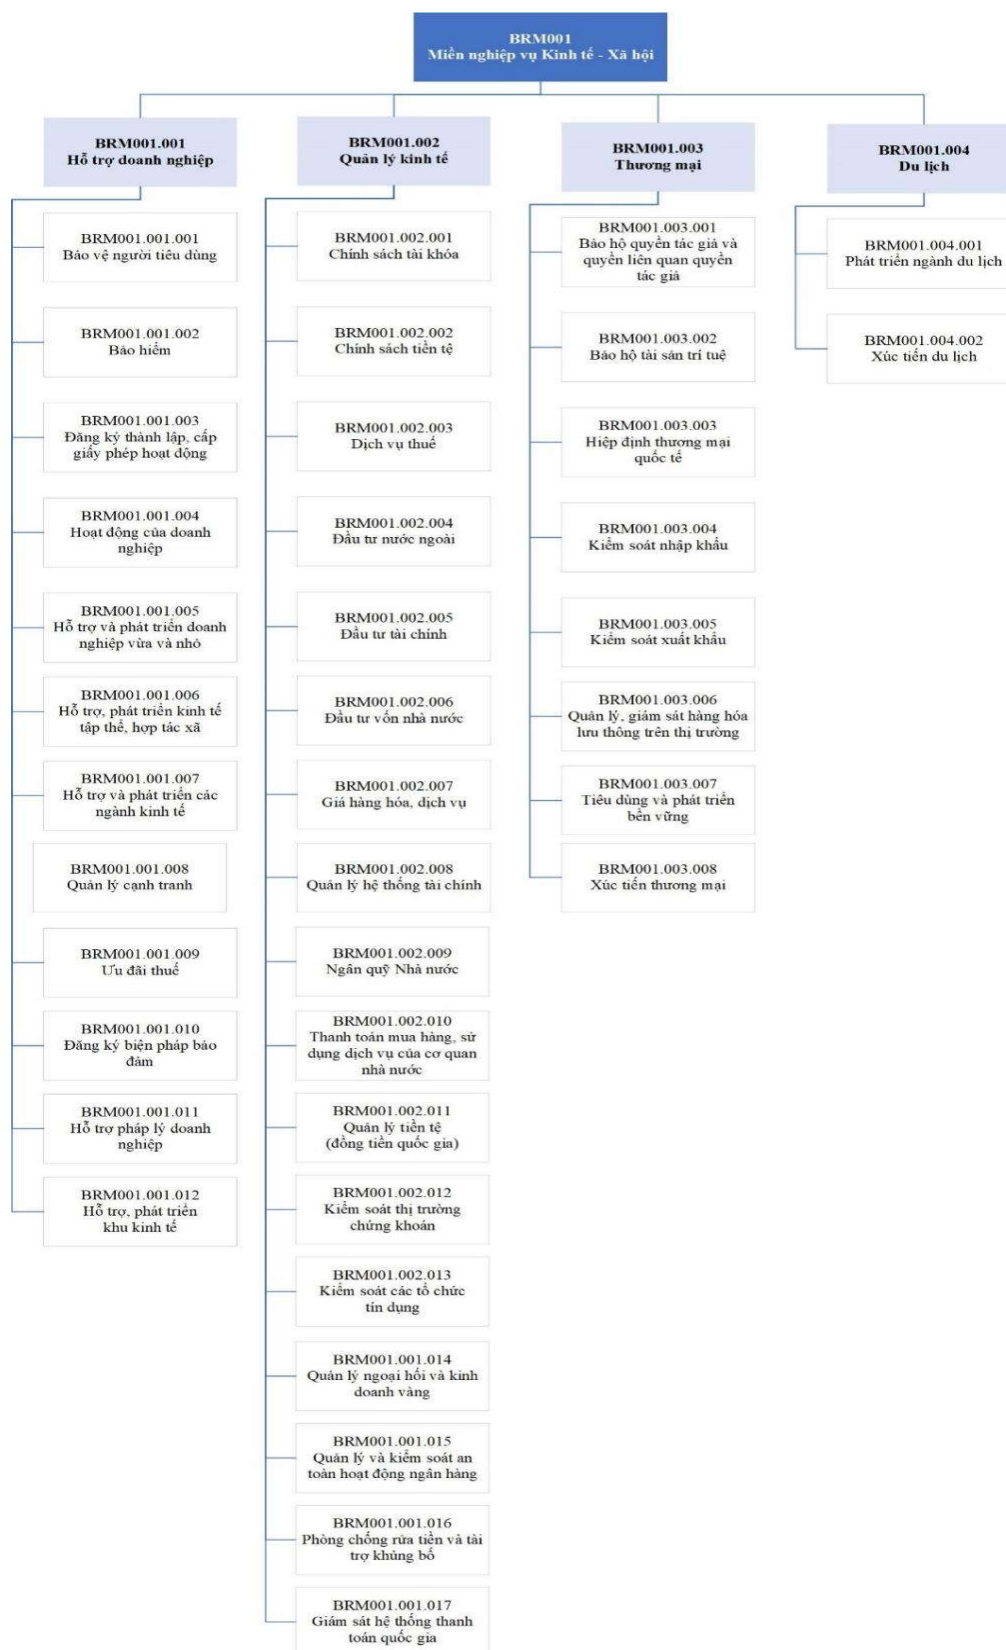 BRM001
Miền nghiệp vụ Kinh tế - Xã hội
BRM001.001
Hỗ trợ doanh nghiệp
BRM001.001.001
Bảo vệ người tiêu dùng
BRM001.001.002
Bảo hiểm
BRM001.001.003
Đăng ký thành lập, cấp
giấy phép hoạt động
BRM001.001.004
Hoạt động của doanh
nghiệp
BRM001.001.005
Hỗ trợ và phát triển doanh
nghiệp vừa và nhỏ
BRM001.001.006
Hỗ trợ, phát triển kinh tế
tập thể, hợp tác xã
BRM001.001.007
Hỗ trợ và phát triển các
ngành kinh tế
BRM001.001.008
Quản lý cạnh tranh
BRM001.001.009
Ưu đãi thuế
BRM001.001.010
Đăng ký biện pháp bảo
đảm
BRM001.001.011
Hỗ trợ pháp lý doanh
nghiệp
BRM001.001.012
Hỗ trợ, phát triển
khu kinh tế
BRM001.002
Quản lý kinh tế
BRM001.002.001
Chính sách tài khóa
BRM001.002.002
Chính sách tiền tệ
BRM001.002.003
Dịch vụ thuế
BRM001.002.004
Đầu tư nước ngoài
BRM001.002.005
Đầu tư tài chính
BRM001.002.006
Đầu tư vốn nhà nước
BRM001.002.007
Giá hàng hóa, dịch vụ
BRM001.002.008
Quản lý hệ thống tài chính
BRM001.002.009
Ngân quỹ Nhà nước
BRM001.002.010
Thanh toán mua hàng, sử
dụng dịch vụ của cơ quan
nhà nước
BRM001.002.011
Quản lý tiền tệ
(đồng tiền quốc gia)
BRM001.002.012
Kiểm soát thị trường
chứng khoán
BRM001.002.013
Kiểm soát các tổ chức
tín dụng
BRM001.001.014
Quản lý ngoại hối và kinh
doanh vàng
BRM001.001.015
Quản lý và kiểm soát an
toàn hoạt động ngân hàng
BRM001.001.016
Phòng chống rửa tiền và tài
trợ khủng bố
BRM001.001.017
Giám sát hệ thống thanh
toán quốc gia
BRM001.003
Thương mại
BRM001.003.001
Bảo hộ quyền tác giả và
quyền liên quan quyền
tác giả
BRM001.003.002
Bảo hộ tài sản trí tuệ
BRM001.003.003
Hiệp định thương mại
quốc tế
BRM001.003.004
Kiểm soát nhập khẩu
BRM001.003.005
Kiểm soát xuất khẩu
BRM001.003.006
Quản lý, giám sát hàng hóa
lưu thông trên thị trường
BRM001.003.007
Tiêu dùng và phát triển
bền vững
BRM001.003.008
Xúc tiến thương mại
BRM001.004
Du lịch
BRM001.004.001
Phát triển ngành du lịch
BRM001.004.002
Xúc tiến du lịch